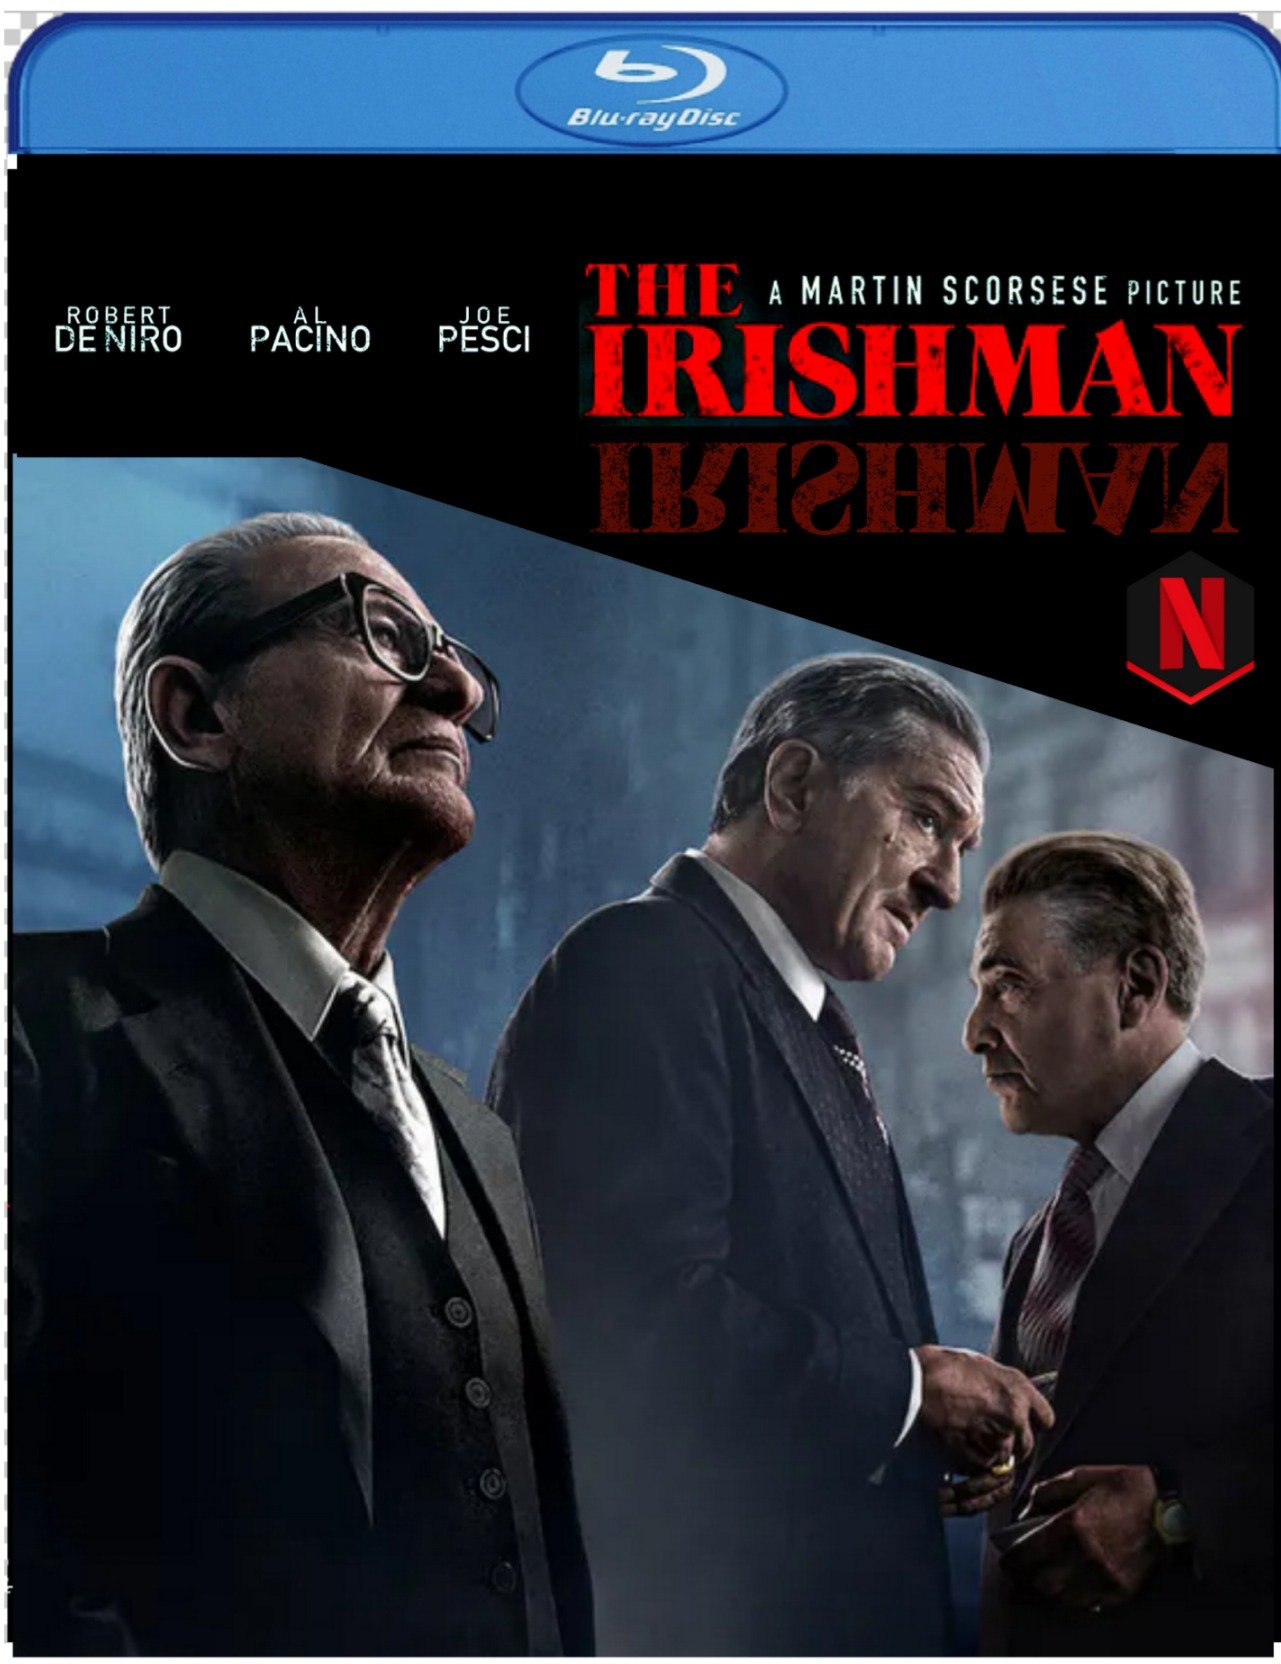 Blu-ray Disc
ROBERT
DE NIRO
AL
PACINO
JOE
PESCI
THE
A MARTIN SCORSESE PICTURE
IRISHMAN
IRISHMAN
N